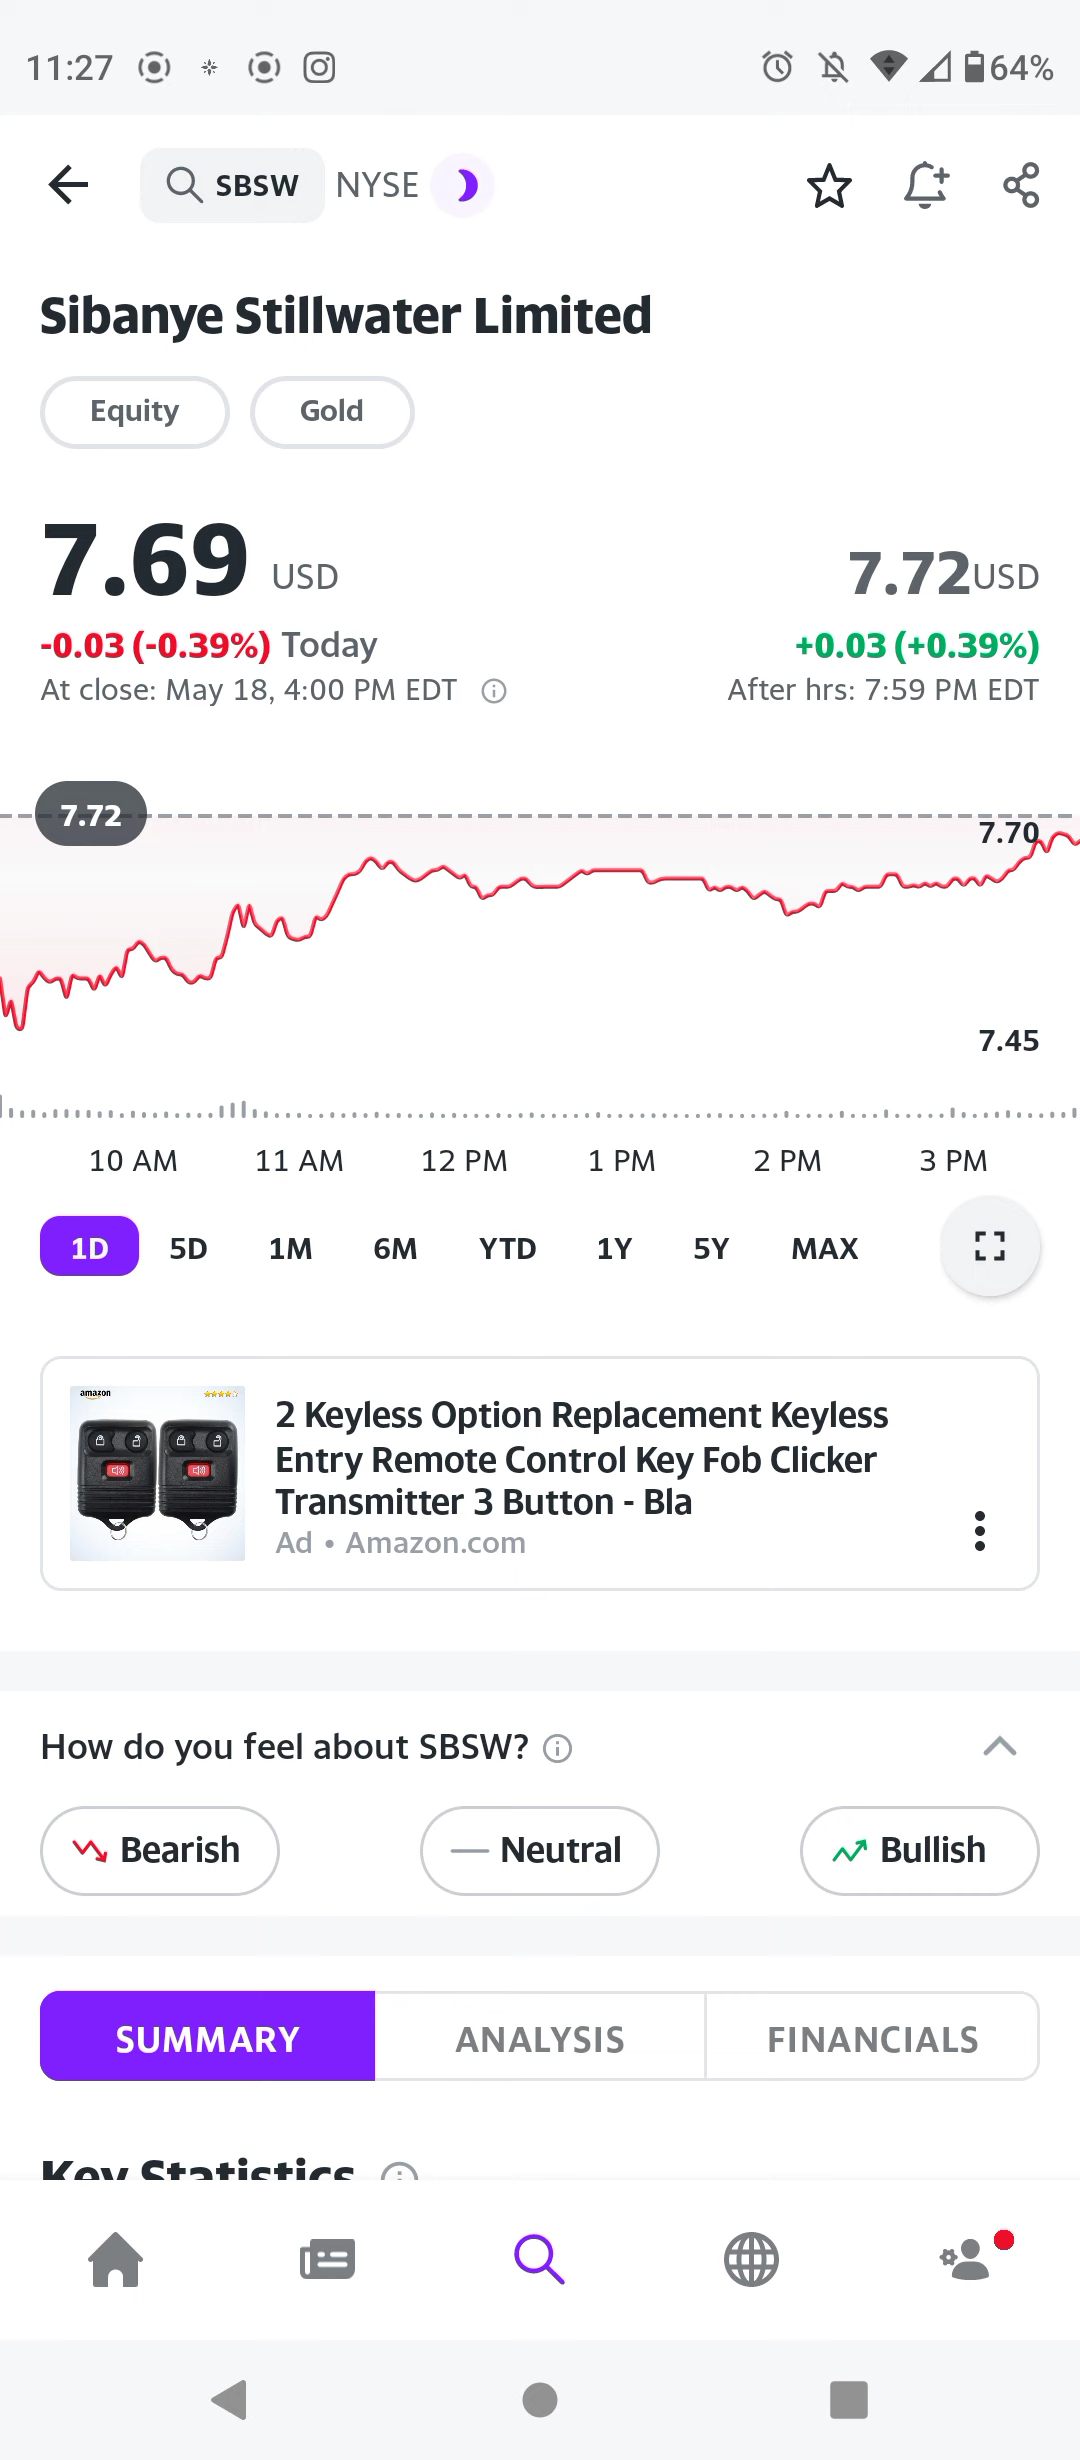 11:27
64%
SBSW NYSE
Sibanye Stillwater Limited
Equity
Gold
7.69 USD
7.72USD
-0.03 (-0.39%) Today
+0.03 (+0.39%)
At close: May 18, 4:00 PM EDT
After hrs: 7:59 PM EDT
7.72
7.70
7.45
10 AM 11 AM 12 PM 1 PM 2 PM 3 PM
1D 5D 1M 6M YTD 1Y 5Y MAX
amazon
2 Keyless Option Replacement Keyless
Entry Remote Control Key Fob Clicker
Transmitter 3 Button - Bla
Ad • Amazon.com
How do you feel about SBSW?
Bearish
Neutral
Bullish
SUMMARY
ANALYSIS
FINANCIALS
Key Statistics